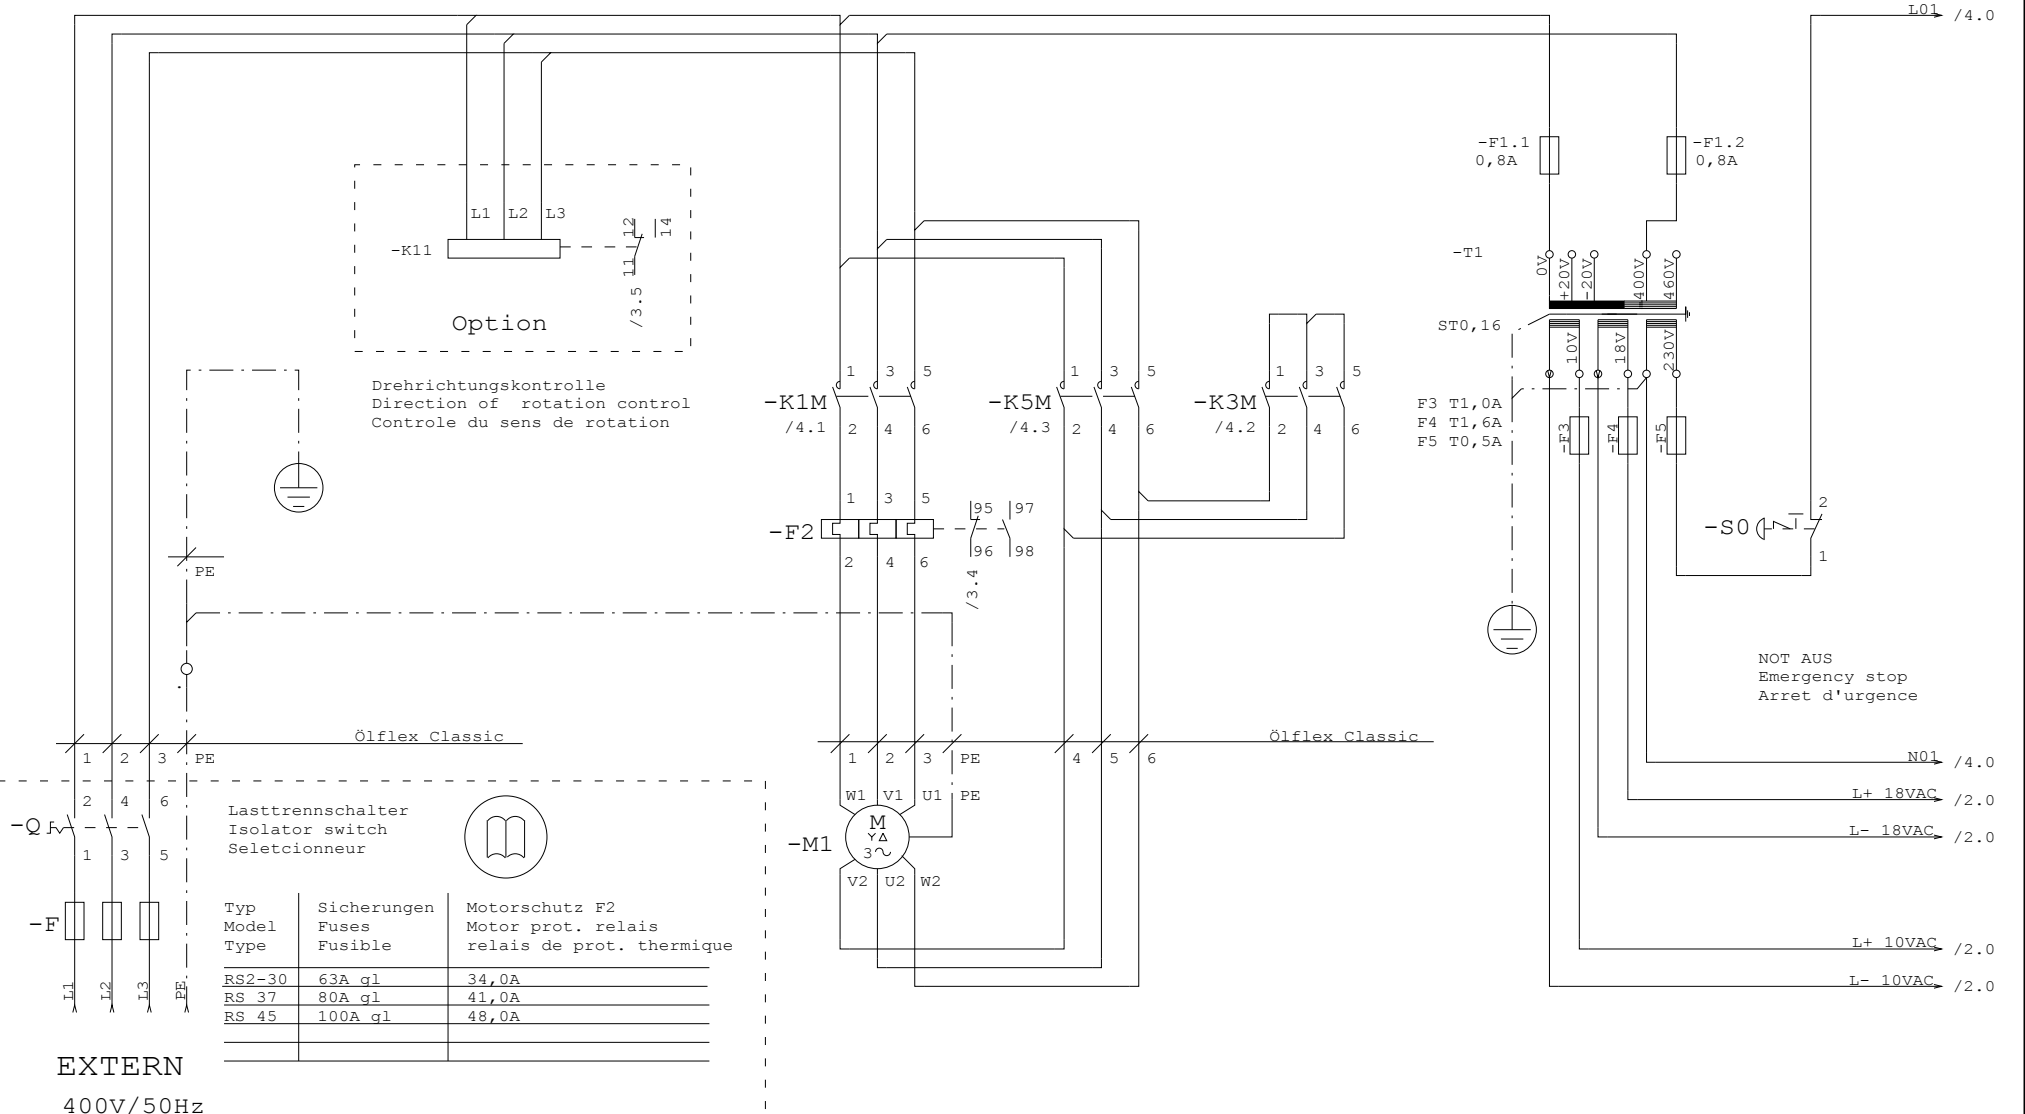 L01 /4.0
-F1.1
0,8A
-F1.2
0,8A
L1 L2 L3
12 14
-K11
11
/3.5
Option
-T1
0V +20V -20V 400V 460V
ST0,16
10V 18V 230V
Drehrichtungskontrolle
Direction of rotation control
Controle du sens de rotation
1 3 5
-K1M
/4.1 2 4 6
1 3 5
-K5M
/4.3 2 4 6
1 3 5
-K3M
/4.2 2 4 6
F3 T1,0A
F4 T1,6A
F5 T0,5A
-F3 -F4 -F5
1 3 5
-F2
2 4 6
95 97
96 98
/3.4
2
-S0
1
PE
NOT AUS
Emergency stop
Arret d'urgence
Ölflex Classic
1 2 3 PE
Ölflex Classic
1 2 3 PE 4 5 6
N01 /4.0
L+ 18VAC /2.0
L- 18VAC /2.0
L+ 10VAC /2.0
L- 10VAC /2.0
W1 V1 U1 PE
-M1
M
Y△
3~
V2 U2 W2
2 4 6
-Q
1 3 5
Lasttrennschalter
Isolator switch
Seletcionneur
-F
L1 L2 L3 PE
Typ Sicherungen Motorschutz F2
Model Fuses Motor prot. relais
Type Fusible relais de prot. thermique
RS2-30 63A gl 34,0A
RS 37 80A gl 41,0A
RS 45 100A gl 48,0A
EXTERN
400V/50Hz